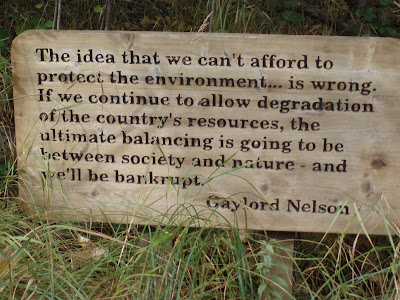 The idea that we can't afford to
protect the environment... is wrong.
If we continue to allow degradation
of the country's resources, the
ultimate balancing is going to be
between society and nature - and
we'll be bankrupt.
Gaylord Nelson